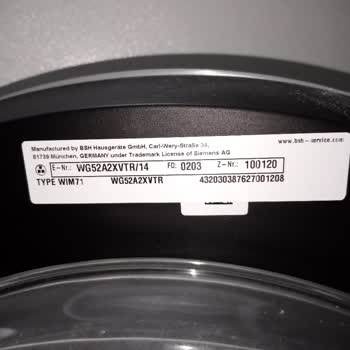 Manufactured by BSH Hausgeräte GmbH, Carl-Wery-Straße 34, www.bsh-service.com
81739 München, GERMANY under Trademark License of Siemens AG
E-Nr.: WG52A2XVTR/14 FD: 0203 Z-Nr.: 100120
TYPE WIM71 WG52A2XVTR 432030387627001208